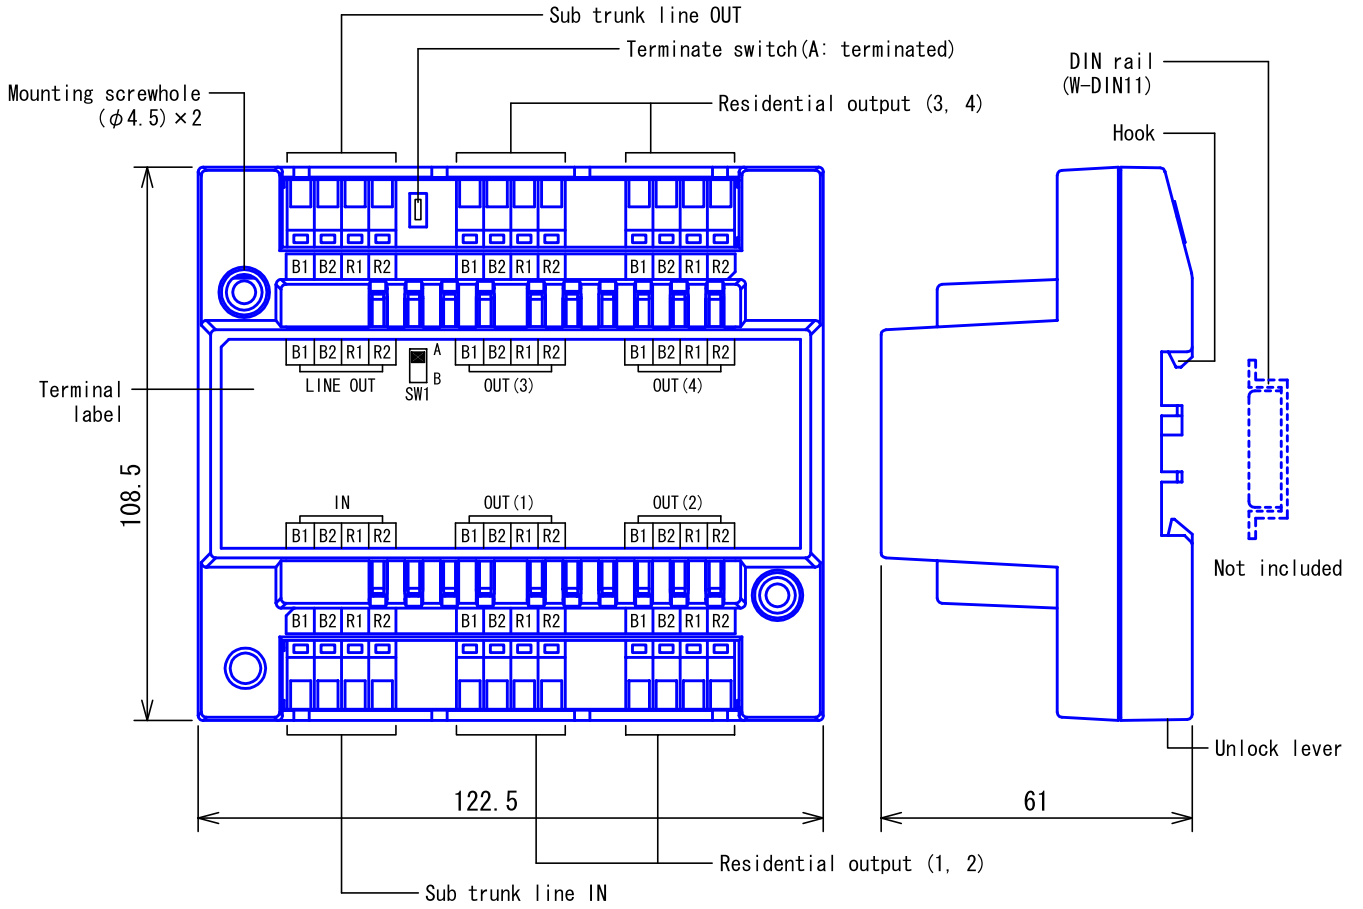 Sub trunk line OUT
Terminate switch(A: terminated)
DIN rail
(W-DIN11)
Mounting screwhole
(φ4.5)×2
Residential output (3, 4)
Hook
B1 B2 R1 R2 B1 B2 R1 R2 B1 B2 R1 R2
B1 B2 R1 R2 A B1 B2 R1 R2 B1 B2 R1 R2
LINE OUT B OUT(3) OUT(4)
SW1
Terminal
label
108.5
IN OUT(1) OUT(2)
B1 B2 R1 R2 B1 B2 R1 R2 B1 B2 R1 R2
Not included
B1 B2 R1 R2 B1 B2 R1 R2 B1 B2 R1 R2
Unlock lever
122.5
61
Residential output (1, 2)
Sub trunk line IN